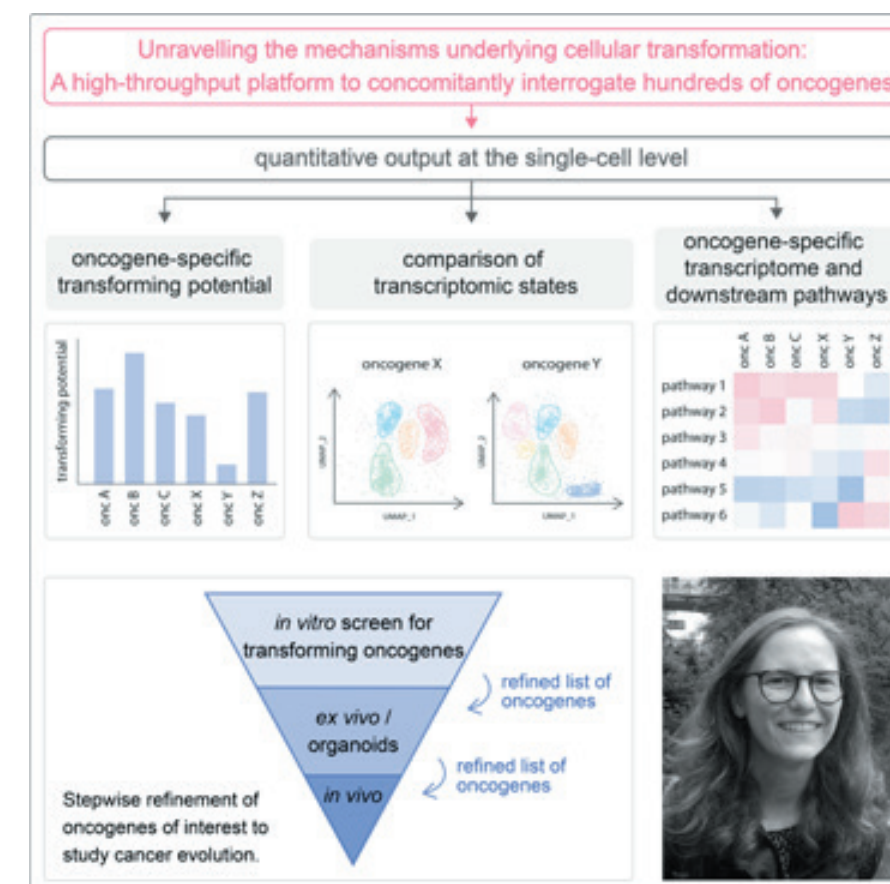 Unravelling the mechanisms underlying cellular transformation:
A high-throughput platform to concomitantly interrogate hundreds of oncogenes
quantitative output at the single-cell level
oncogene-specific
transforming potential
comparison of
transcriptomic states
oncogene-specific
transcriptome and
downstream pathways
transforming potential
onc A
onc B
onc C
onc X
onc Y
onc Z
oncogene X
UMAP_2
UMAP_1
oncogene Y
UMAP_2
UMAP_1
onc A
onc B
onc C
onc X
onc Y
onc Z
pathway 1
pathway 2
pathway 3
pathway 4
pathway 5
pathway 6
in vitro screen for
transforming oncogenes
refined list of
oncogenes
ex vivo /
organoids
refined list of
oncogenes
in vivo
Stepwise refinement of
oncogenes of interest to
study cancer evolution.